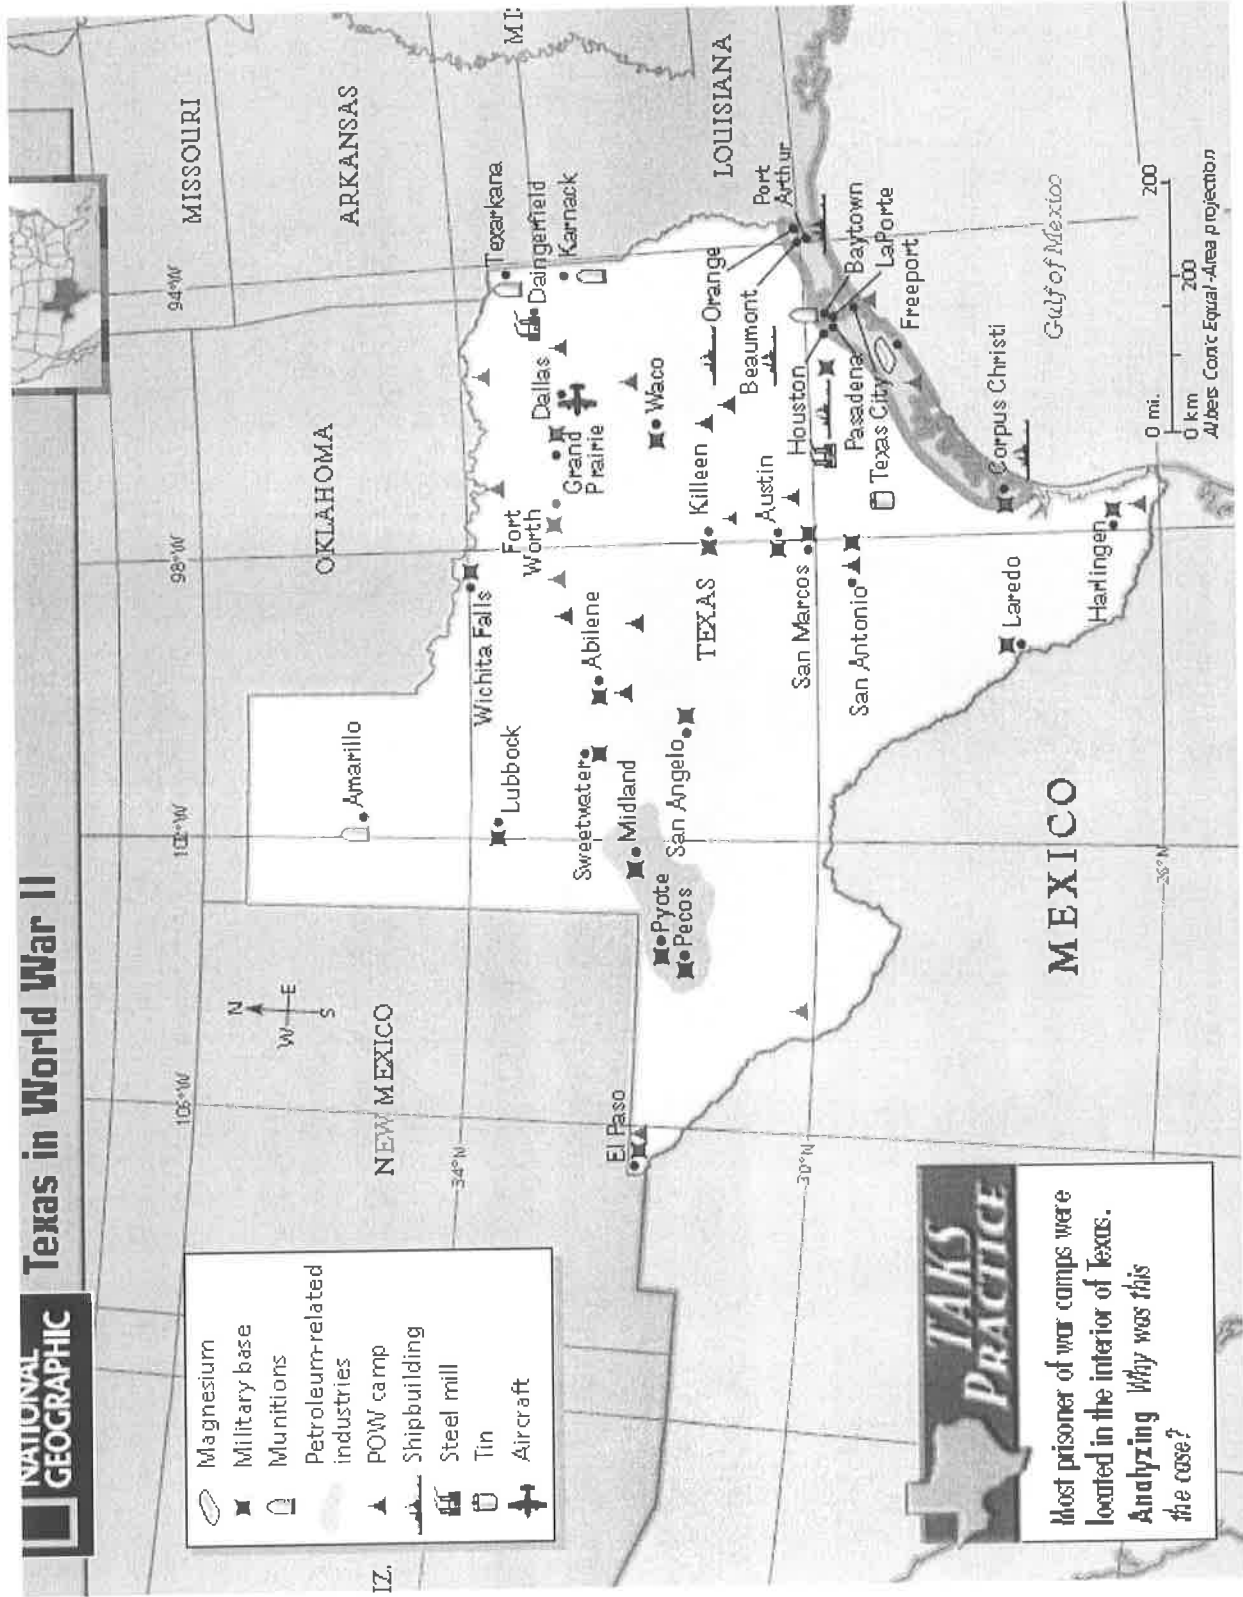 NATIONAL
GEOGRAPHIC
Texas in World War II
Magnesium
Military base
Munitions
Petroleum-related
industries
POW camp
Shipbuilding
Steel mill
Tin
Aircraft
N
W E
S
106°W
102°W
98°W
94°W
34°N
30°N
26°N
MISSOURI
ARKANSAS
OKLAHOMA
NEW MEXICO
LOUISIANA
IZ.
TEXAS
MEXICO
Gulf of Mexico
Amarillo
Lubbock
Wichita Falls
Texarkana
Daingerfield
Karnack
Dallas
Grand
Prairie
Fort
Worth
Abilene
Sweetwater
Midland
Waco
San Angelo
Pyote
Pecos
El Paso
Killeen
Austin
San Marcos
San Antonio
Orange
Beaumont
Port
Arthur
Houston
Baytown
LaPorte
Pasadena
Texas City
Freeport
Corpus Christi
Laredo
Harlingen
0 mi. 200
0 km 200
Albers Conic Equal-Area projection
TAKS
PRACTICE
Most prisoner of war camps were
located in the interior of Texas.
Analyzing Why was this
the case?